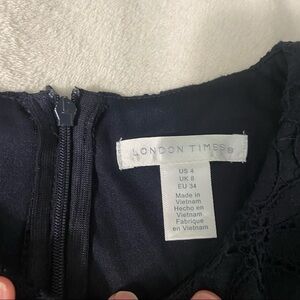 LONDON TIMES®
US 4
UK 8
EU 34
Made in
Vietnam
Hecho en
Vietnam
Fabriqué
en Vietnam